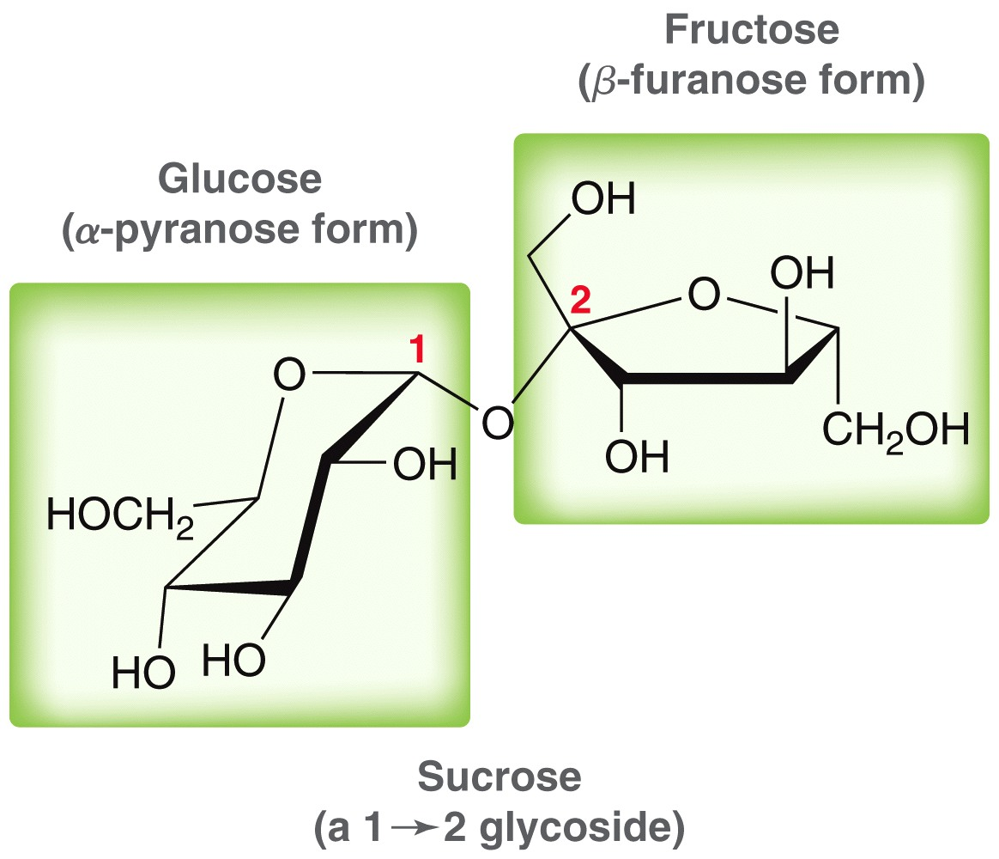 Fructose
(β-furanose form)
Glucose
(α-pyranose form)
OH
OH
2
O
1
O
O
OH
OH
CH₂OH
HOCH₂
HO
HO
Sucrose
(a 1→2 glycoside)